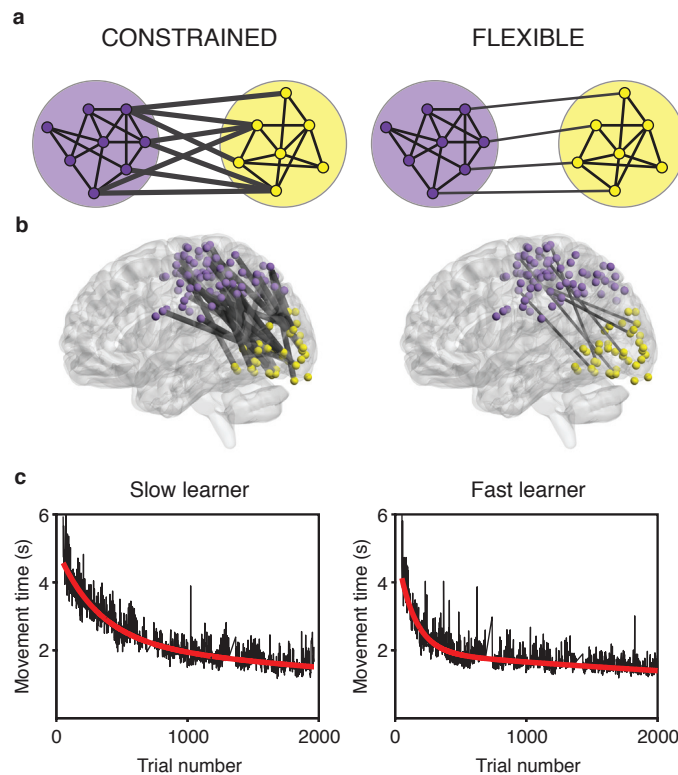 a
CONSTRAINED
FLEXIBLE
b
c
Slow learner
Fast learner
Movement time (s)
6
4
2
0
1000
2000
Trial number
Movement time (s)
6
4
2
0
1000
2000
Trial number